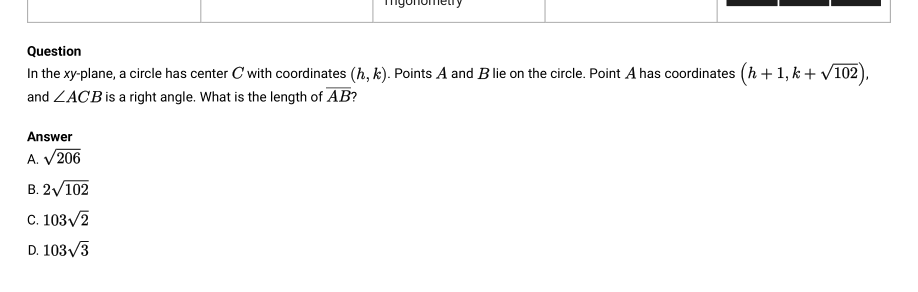 Trigonometry
Question
In the xy-plane, a circle has center C with coordinates (h, k). Points A and B lie on the circle. Point A has coordinates (h + 1, k + √102),
and ∠ACB is a right angle. What is the length of A̅B̅?
Answer
A. √206
B. 2√102
C. 103√2
D. 103√3